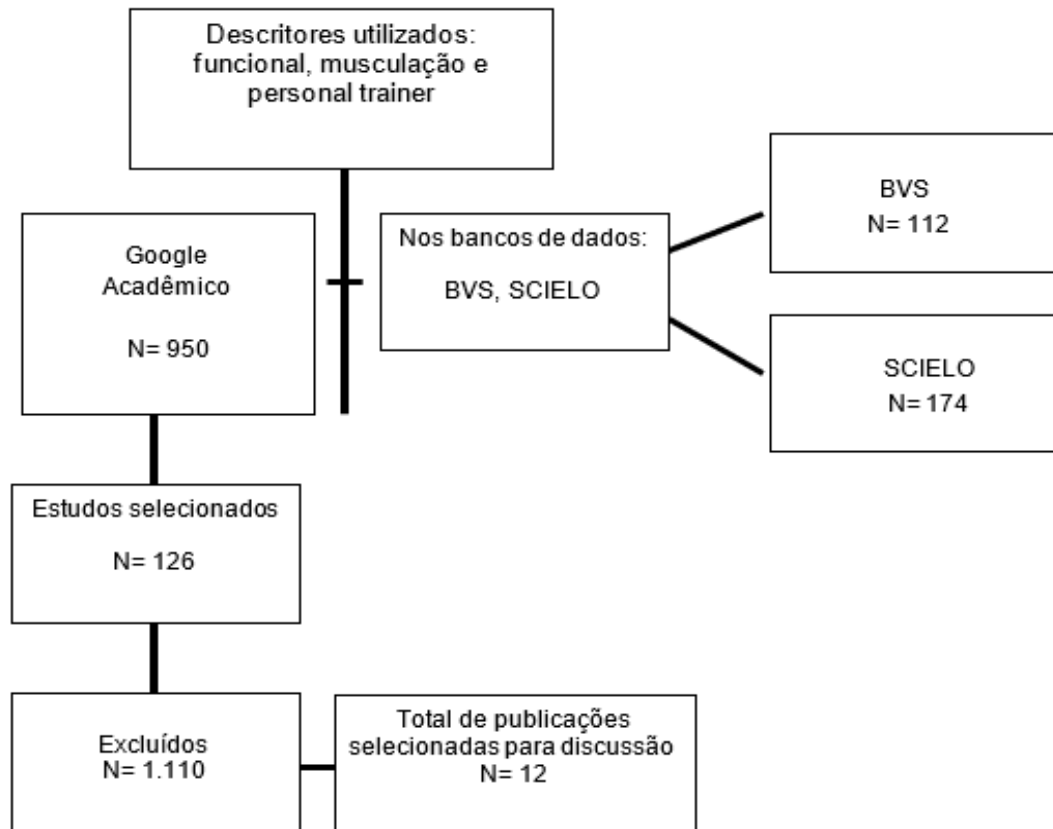 Descritores utilizados:
funcional, musculação e
personal trainer
Google
Acadêmico
N= 950
Nos bancos de dados:
BVS, SCIELO
BVS
N= 112
SCIELO
N= 174
Estudos selecionados
N= 126
Excluídos
N= 1.110
Total de publicações
selecionadas para discussão
N= 12